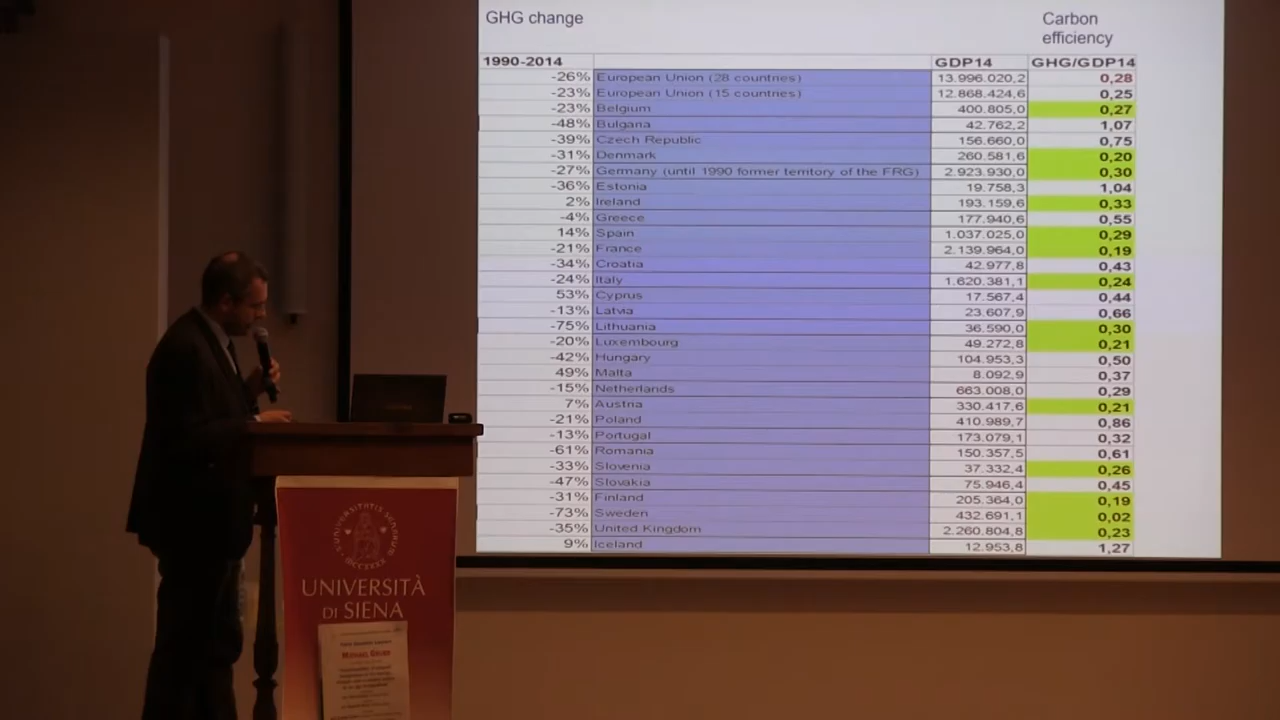 GHG change
Carbon
efficiency
1990-2014 GDP14 GHG/GDP14
-26% European Union (28 countries) 13.996.020,2 0,28
-23% European Union (15 countries) 12.868.424,6 0,25
-23% Belgium 400.805,0 0,27
-48% Bulgaria 42.762,2 1,07
-39% Czech Republic 156.660,0 0,75
-31% Denmark 260.581,6 0,20
-27% Germany (until 1990 former territory of the FRG) 2.923.930,0 0,30
-36% Estonia 19.758,3 1,04
2% Ireland 193.159,6 0,33
-4% Greece 177.940,6 0,55
14% Spain 1.037.025,0 0,29
-21% France 2.139.964,0 0,19
-34% Croatia 42.977,8 0,43
-24% Italy 1.620.381,1 0,24
53% Cyprus 17.567,4 0,44
-13% Latvia 23.607,9 0,66
-75% Lithuania 36.590,0 0,30
-20% Luxembourg 49.272,8 0,21
-42% Hungary 104.953,3 0,50
49% Malta 8.092,9 0,37
-15% Netherlands 663.008,0 0,29
7% Austria 330.417,6 0,21
-21% Poland 410.989,7 0,86
-13% Portugal 173.079,1 0,32
-61% Romania 150.357,5 0,61
-33% Slovenia 37.332,4 0,26
-47% Slovakia 75.946,4 0,45
-31% Finland 205.364,0 0,19
-73% Sweden 432.691,1 0,02
-35% United Kingdom 2.260.804,8 0,23
9% Iceland 12.953,8 1,27
UNIVERSITÀ
DI SIENA